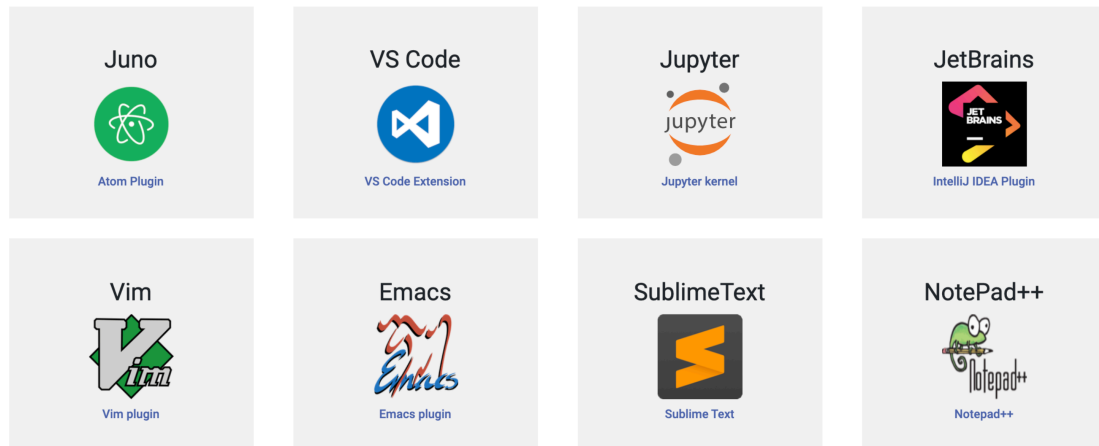 Juno
VS Code
Jupyter
JetBrains
jupyter
JET
BRAINS
Atom Plugin
VS Code Extension
Jupyter kernel
IntelliJ IDEA Plugin
Vim
Emacs
SublimeText
NotePad++
Vim
Emacs
Notepad++
Vim plugin
Emacs plugin
Sublime Text
Notepad++